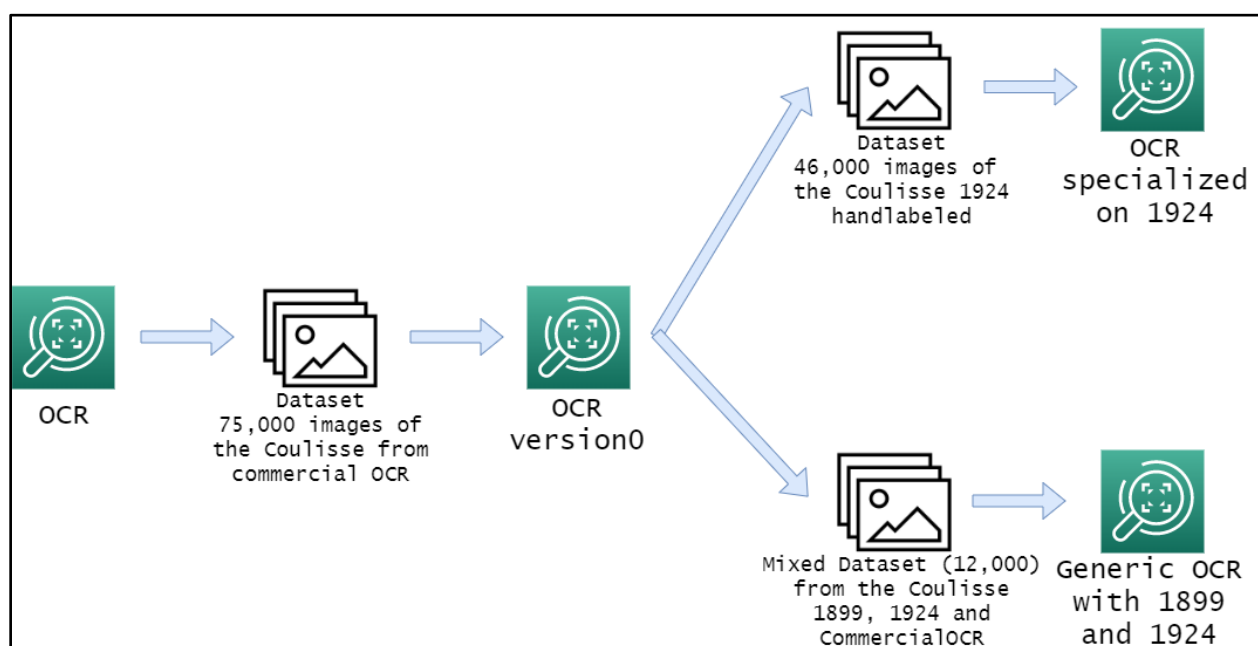 OCR
Dataset
75,000 images of
the Coulisse from
commercial OCR
OCR
version0
Dataset
46,000 images of
the Coulisse 1924
handlabeled
OCR
specialized
on 1924
Mixed Dataset (12,000)
from the Coulisse
1899, 1924 and
CommercialOCR
Generic OCR
with 1899
and 1924